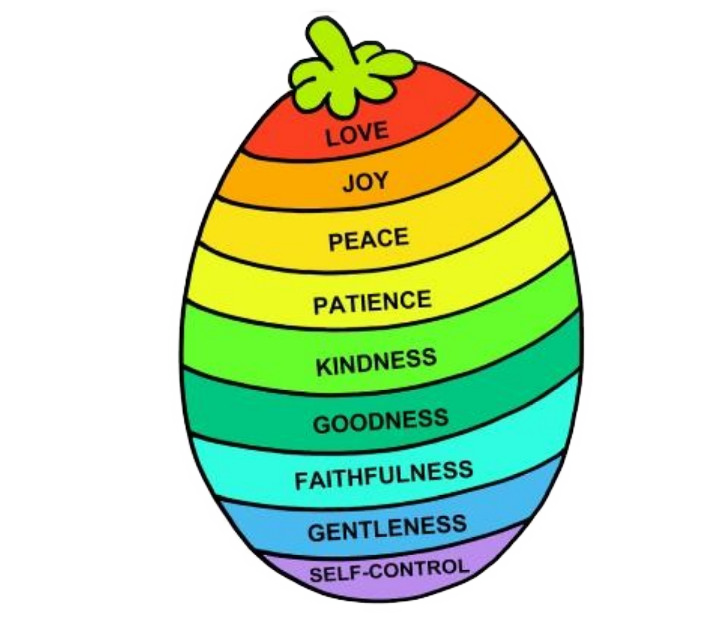 LOVE
JOY
PEACE
PATIENCE
KINDNESS
GOODNESS
FAITHFULNESS
GENTLENESS
SELF-CONTROL